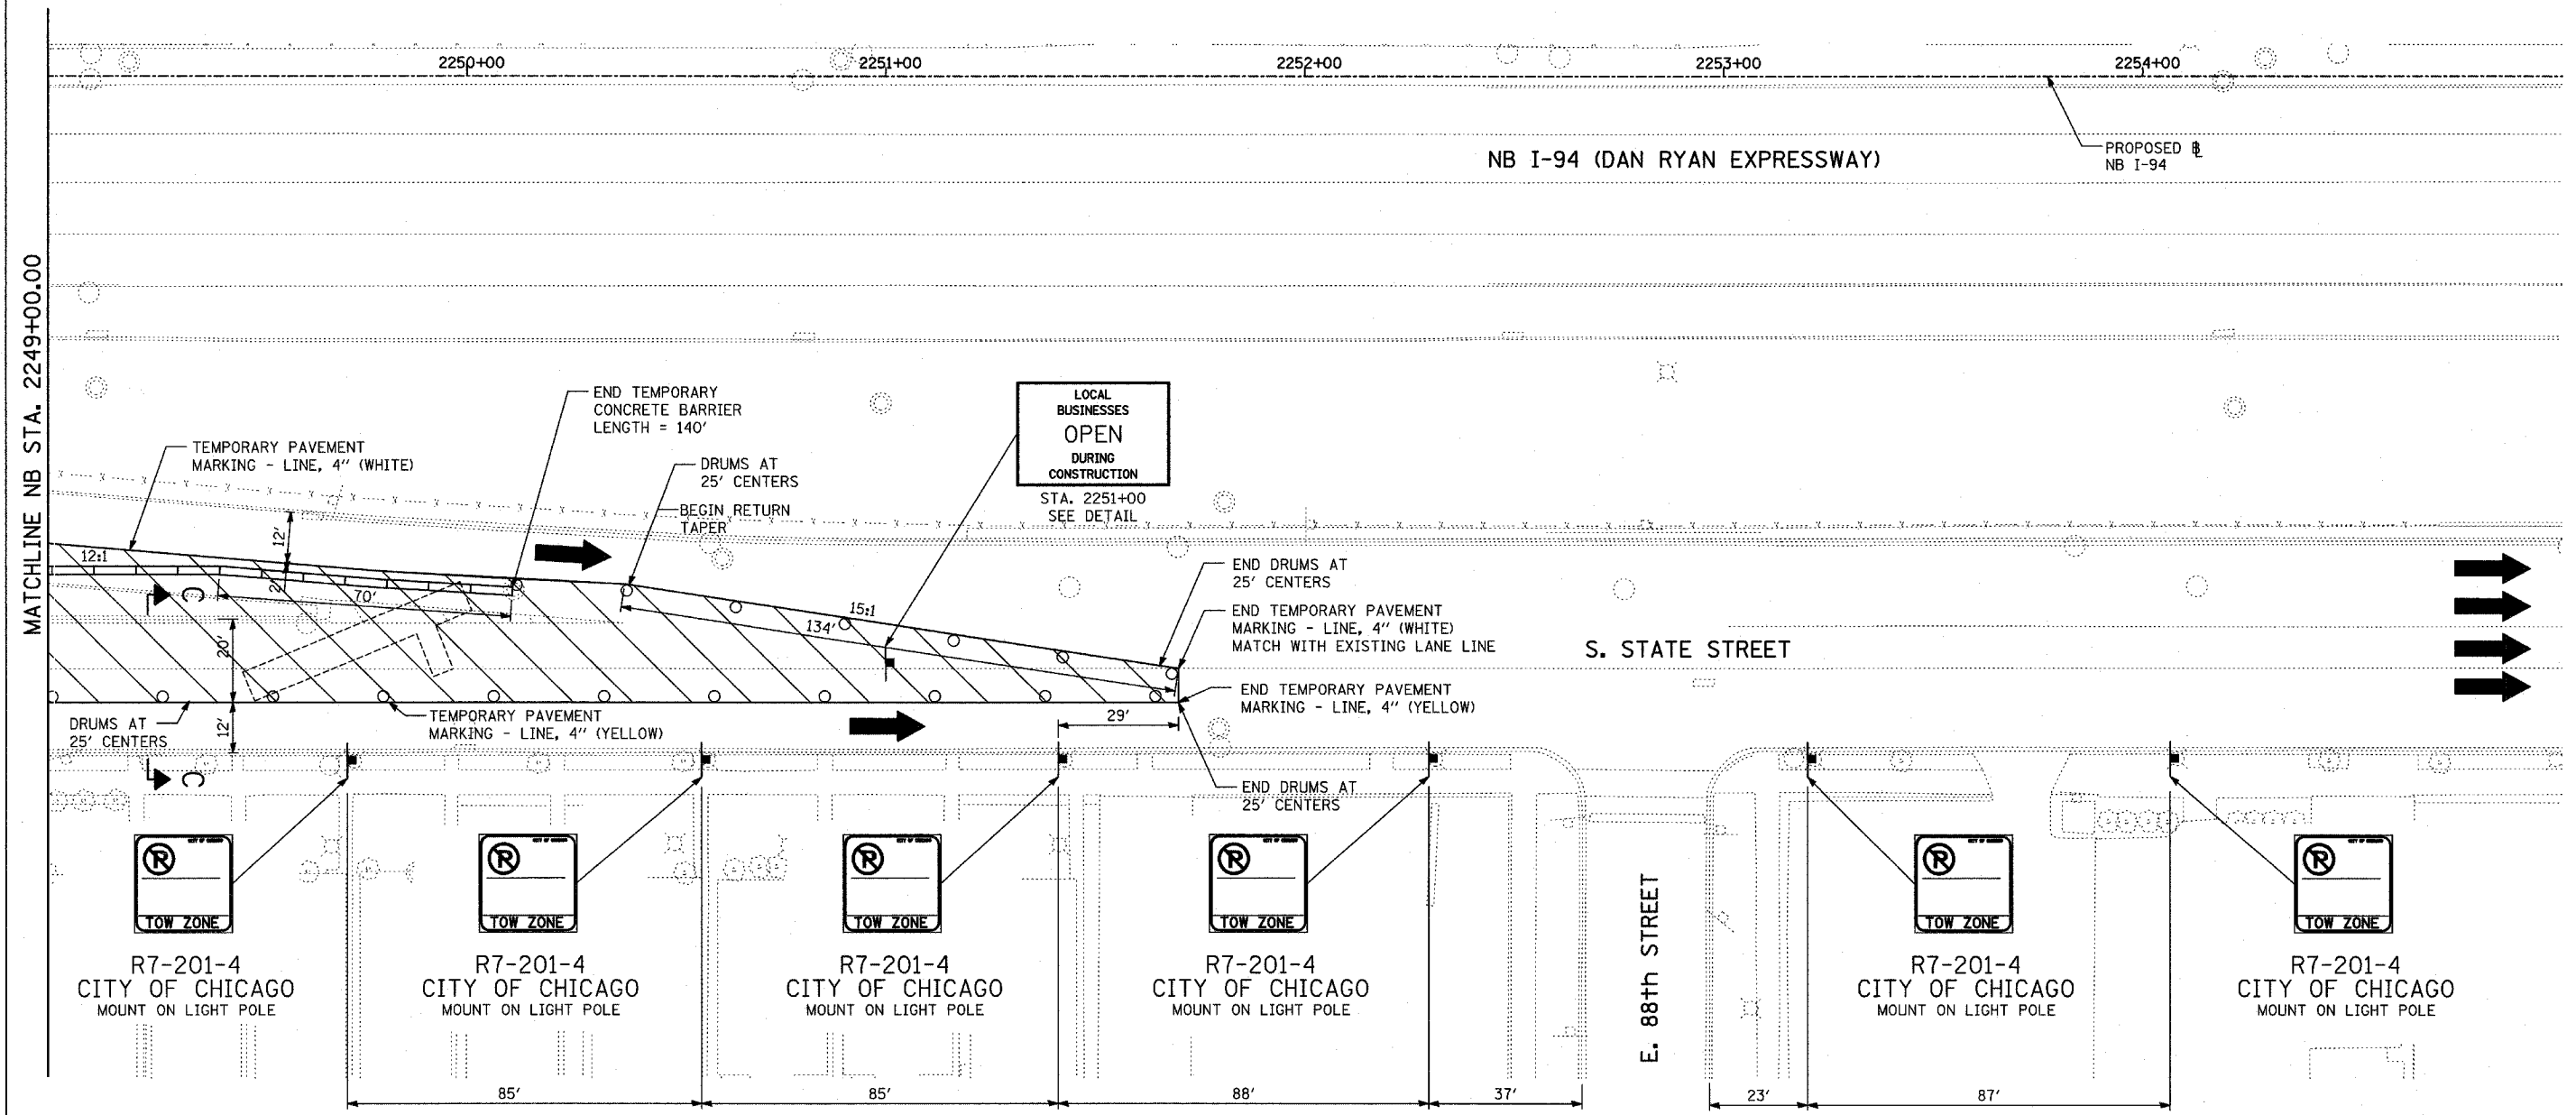 2250+00
2251+00
2252+00
2253+00
2254+00
NB I-94 (DAN RYAN EXPRESSWAY)
PROPOSED ⅊
NB I-94
MATCHLINE NB STA. 2249+00.00
END TEMPORARY
CONCRETE BARRIER
LENGTH = 140'
TEMPORARY PAVEMENT
MARKING - LINE, 4" (WHITE)
DRUMS AT
25' CENTERS
BEGIN RETURN
TAPER
LOCAL
BUSINESSES
OPEN
DURING
CONSTRUCTION
STA. 2251+00
SEE DETAIL
12'
12:1
2'
C
70'
20'
15:1
134'
END DRUMS AT
25' CENTERS
END TEMPORARY PAVEMENT
MARKING - LINE, 4" (WHITE)
MATCH WITH EXISTING LANE LINE
S. STATE STREET
END TEMPORARY PAVEMENT
MARKING - LINE, 4" (YELLOW)
DRUMS AT
25' CENTERS
12'
TEMPORARY PAVEMENT
MARKING - LINE, 4" (YELLOW)
29'
C
END DRUMS AT
25' CENTERS
TOW ZONE
R7-201-4
CITY OF CHICAGO
MOUNT ON LIGHT POLE
TOW ZONE
R7-201-4
CITY OF CHICAGO
MOUNT ON LIGHT POLE
TOW ZONE
R7-201-4
CITY OF CHICAGO
MOUNT ON LIGHT POLE
TOW ZONE
R7-201-4
CITY OF CHICAGO
MOUNT ON LIGHT POLE
E. 88th STREET
TOW ZONE
R7-201-4
CITY OF CHICAGO
MOUNT ON LIGHT POLE
TOW ZONE
R7-201-4
CITY OF CHICAGO
MOUNT ON LIGHT POLE
85'
85'
88'
37'
23'
87'